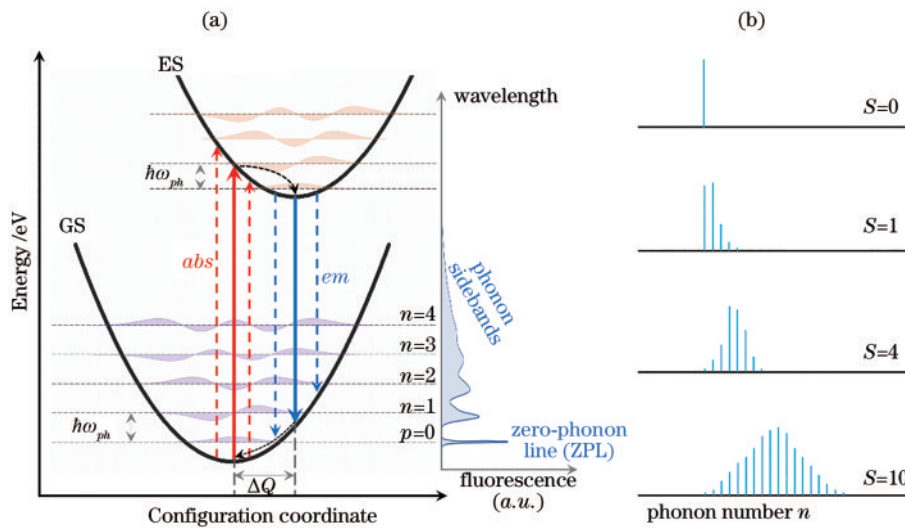 (a)
(b)
ES
wavelength
S=0
ħω_ph
GS
abs
em
phonon
sidebands
S=1
n=4
n=3
n=2
n=1
p=0
ħω_ph
S=4
zero-phonon
line (ZPL)
ΔQ
fluorescence
(a.u.)
S=10
Energy /eV
Configuration coordinate
phonon number n